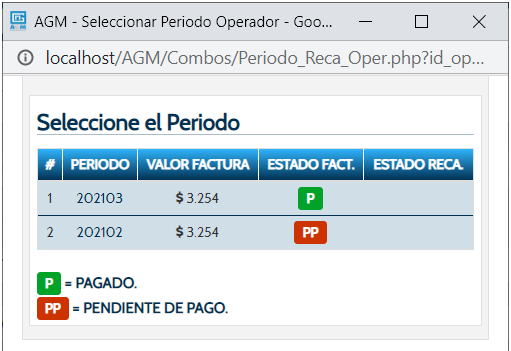 AGM - Seleccionar Periodo Operador - Goo...
localhost/AGM/Combos/Periodo_Reca_Oper.php?id_op...
Seleccione el Periodo
# PERIODO VALOR FACTURA ESTADO FACT. ESTADO RECA.
1 202103 $ 3.254 P
2 202102 $ 3.254 PP
P = PAGADO.
PP = PENDIENTE DE PAGO.